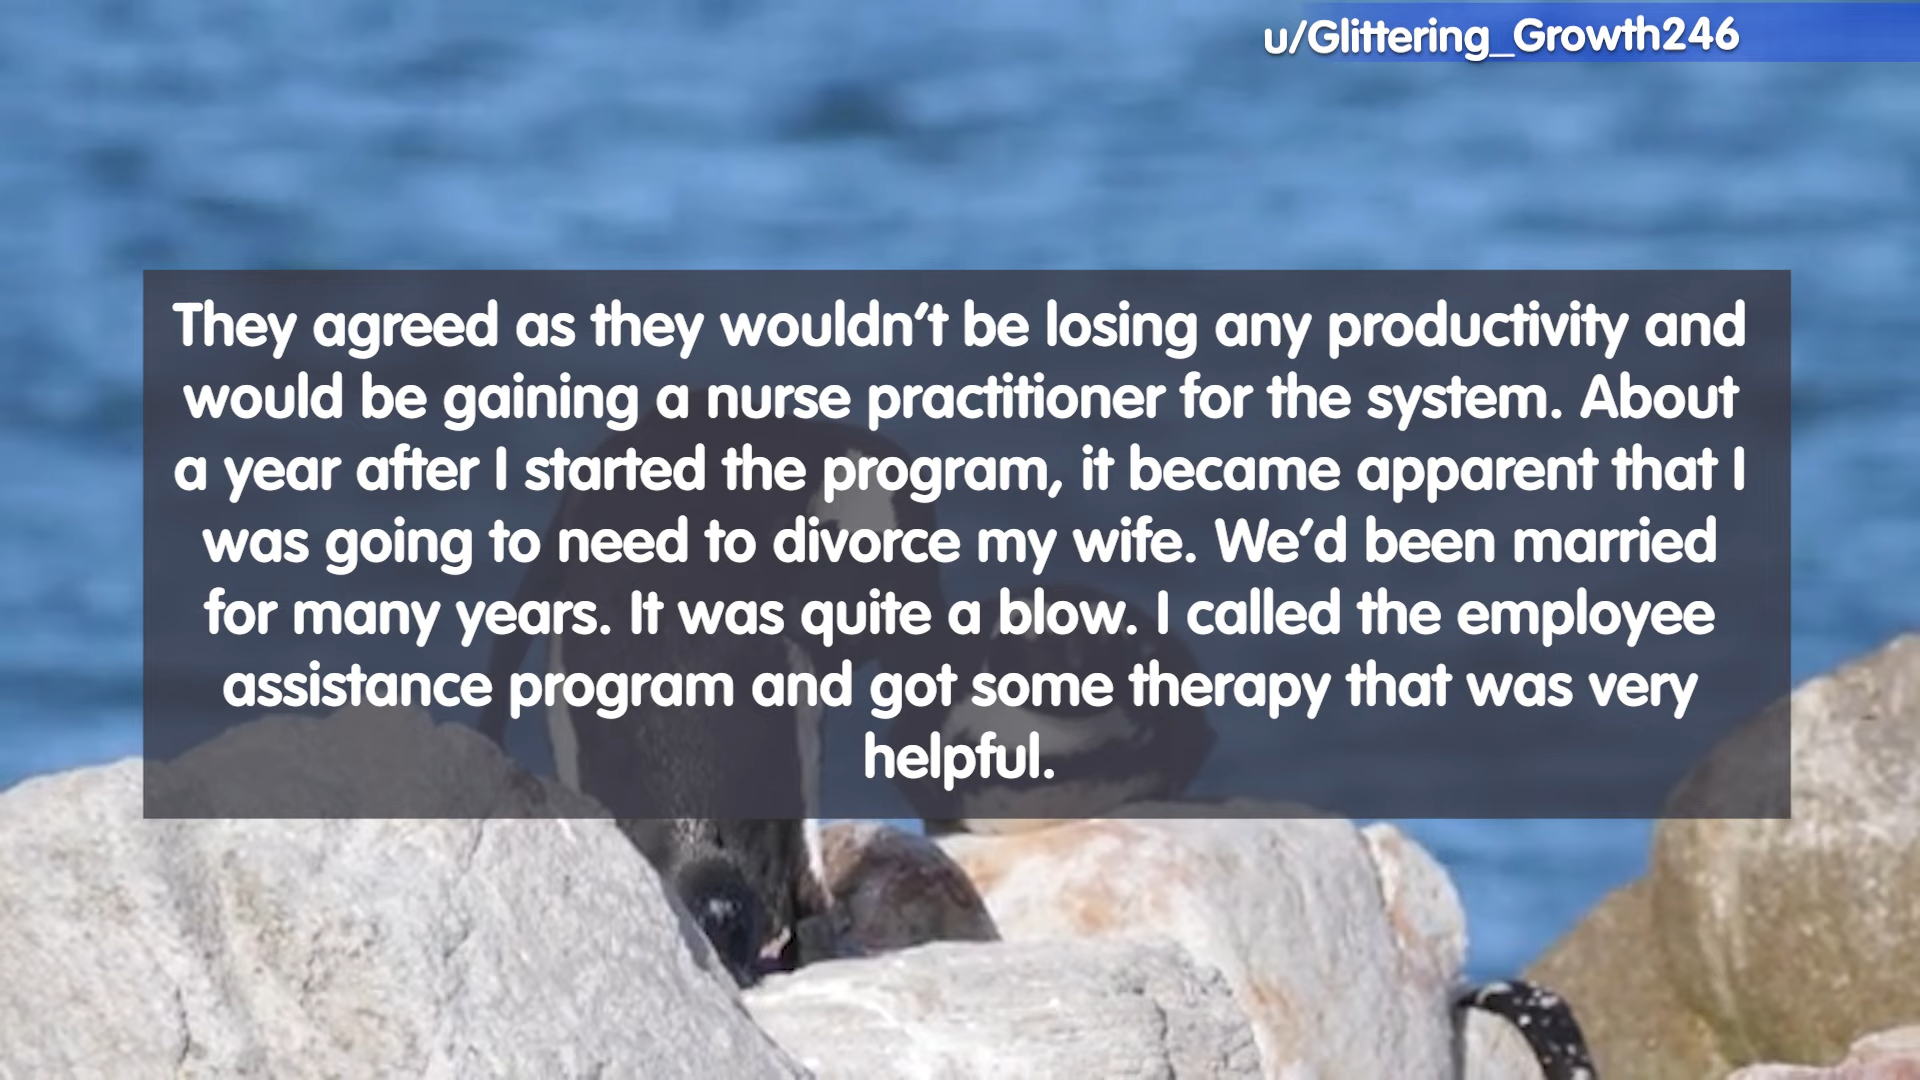 u/Glittering_Growth246
They agreed as they wouldn't be losing any productivity and
would be gaining a nurse practitioner for the system. About
a year after I started the program, it became apparent that I
was going to need to divorce my wife. We'd been married
for many years. It was quite a blow. I called the employee
assistance program and got some therapy that was very
helpful.